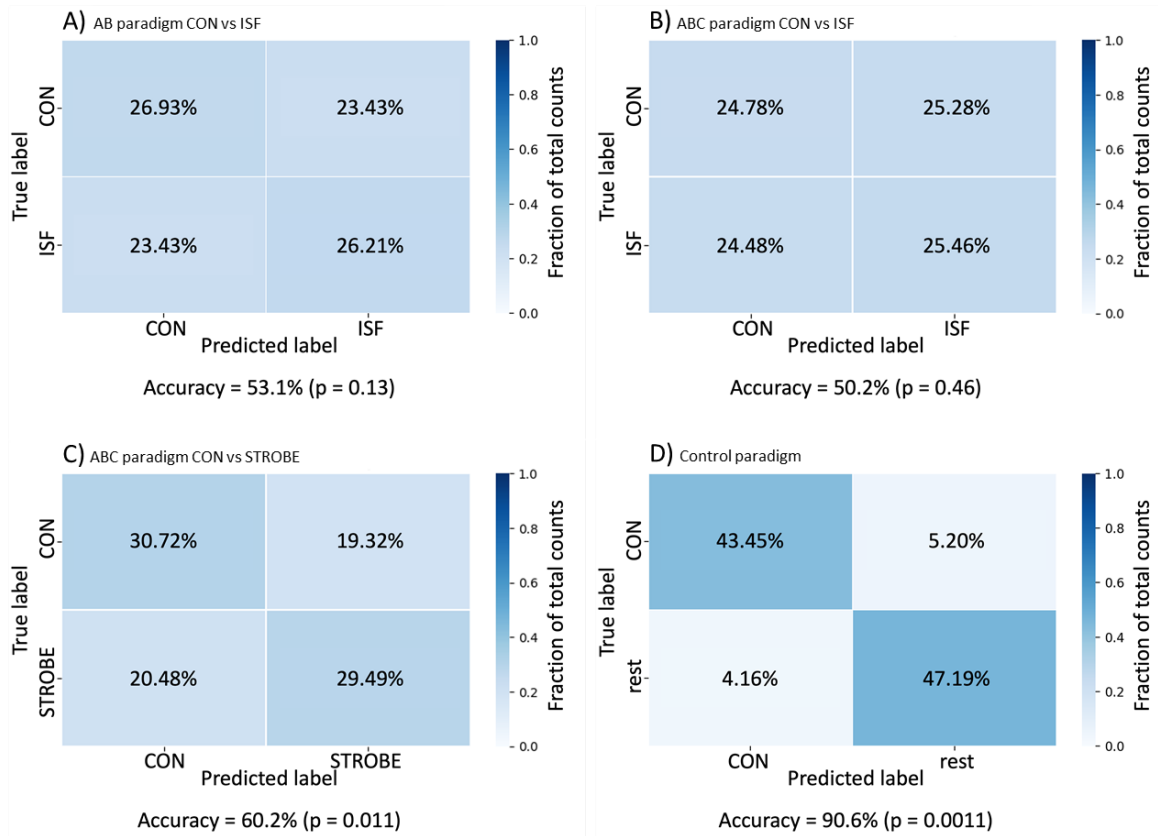 A) AB paradigm CON vs ISF
CON
26.93%
23.43%
ISF
23.43%
26.21%
True label
CON
ISF
Predicted label
1.0
0.8
0.6
0.4
0.2
0.0
Fraction of total counts
Accuracy = 53.1% (p = 0.13)
B) ABC paradigm CON vs ISF
CON
24.78%
25.28%
ISF
24.48%
25.46%
True label
CON
ISF
Predicted label
1.0
0.8
0.6
0.4
0.2
0.0
Fraction of total counts
Accuracy = 50.2% (p = 0.46)
C) ABC paradigm CON vs STROBE
CON
30.72%
19.32%
STROBE
20.48%
29.49%
True label
CON
STROBE
Predicted label
1.0
0.8
0.6
0.4
0.2
0.0
Fraction of total counts
Accuracy = 60.2% (p = 0.011)
D) Control paradigm
CON
43.45%
5.20%
rest
4.16%
47.19%
True label
CON
rest
Predicted label
1.0
0.8
0.6
0.4
0.2
0.0
Fraction of total counts
Accuracy = 90.6% (p = 0.0011)